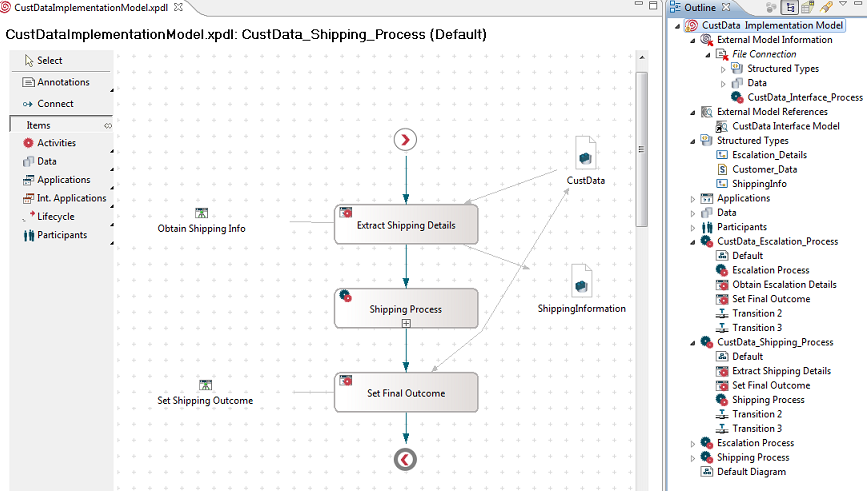 CustDataImplementationModel.xpdl
CustDataImplementationModel.xpdl: CustData_Shipping_Process (Default)
Select
Annotations
Connect
Items
Activities
Data
Applications
Int. Applications
Lifecycle
Participants
CustData
Obtain Shipping Info
Extract Shipping Details
ShippingInformation
Shipping Process
Set Shipping Outcome
Set Final Outcome
Outline
CustData Implementation Model
External Model Information
File Connection
Structured Types
Data
CustData_Interface_Process
External Model References
CustData Interface Model
Structured Types
Escalation_Details
Customer_Data
ShippingInfo
Applications
Data
Participants
CustData_Escalation_Process
Default
Escalation Process
Obtain Escalation Details
Set Final Outcome
Transition 2
Transition 3
CustData_Shipping_Process
Default
Extract Shipping Details
Set Final Outcome
Shipping Process
Transition 2
Transition 3
Escalation Process
Shipping Process
Default Diagram